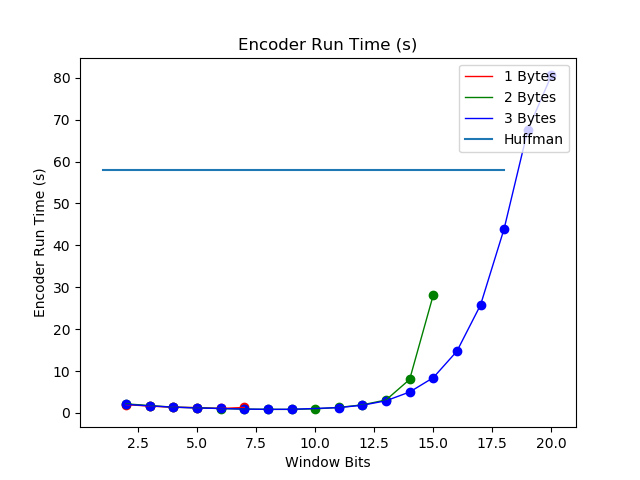 Encoder Run Time (s)
1 Bytes
2 Bytes
3 Bytes
Huffman
Encoder Run Time (s)
80
70
60
50
40
30
20
10
0
2.5 5.0 7.5 10.0 12.5 15.0 17.5 20.0
Window Bits